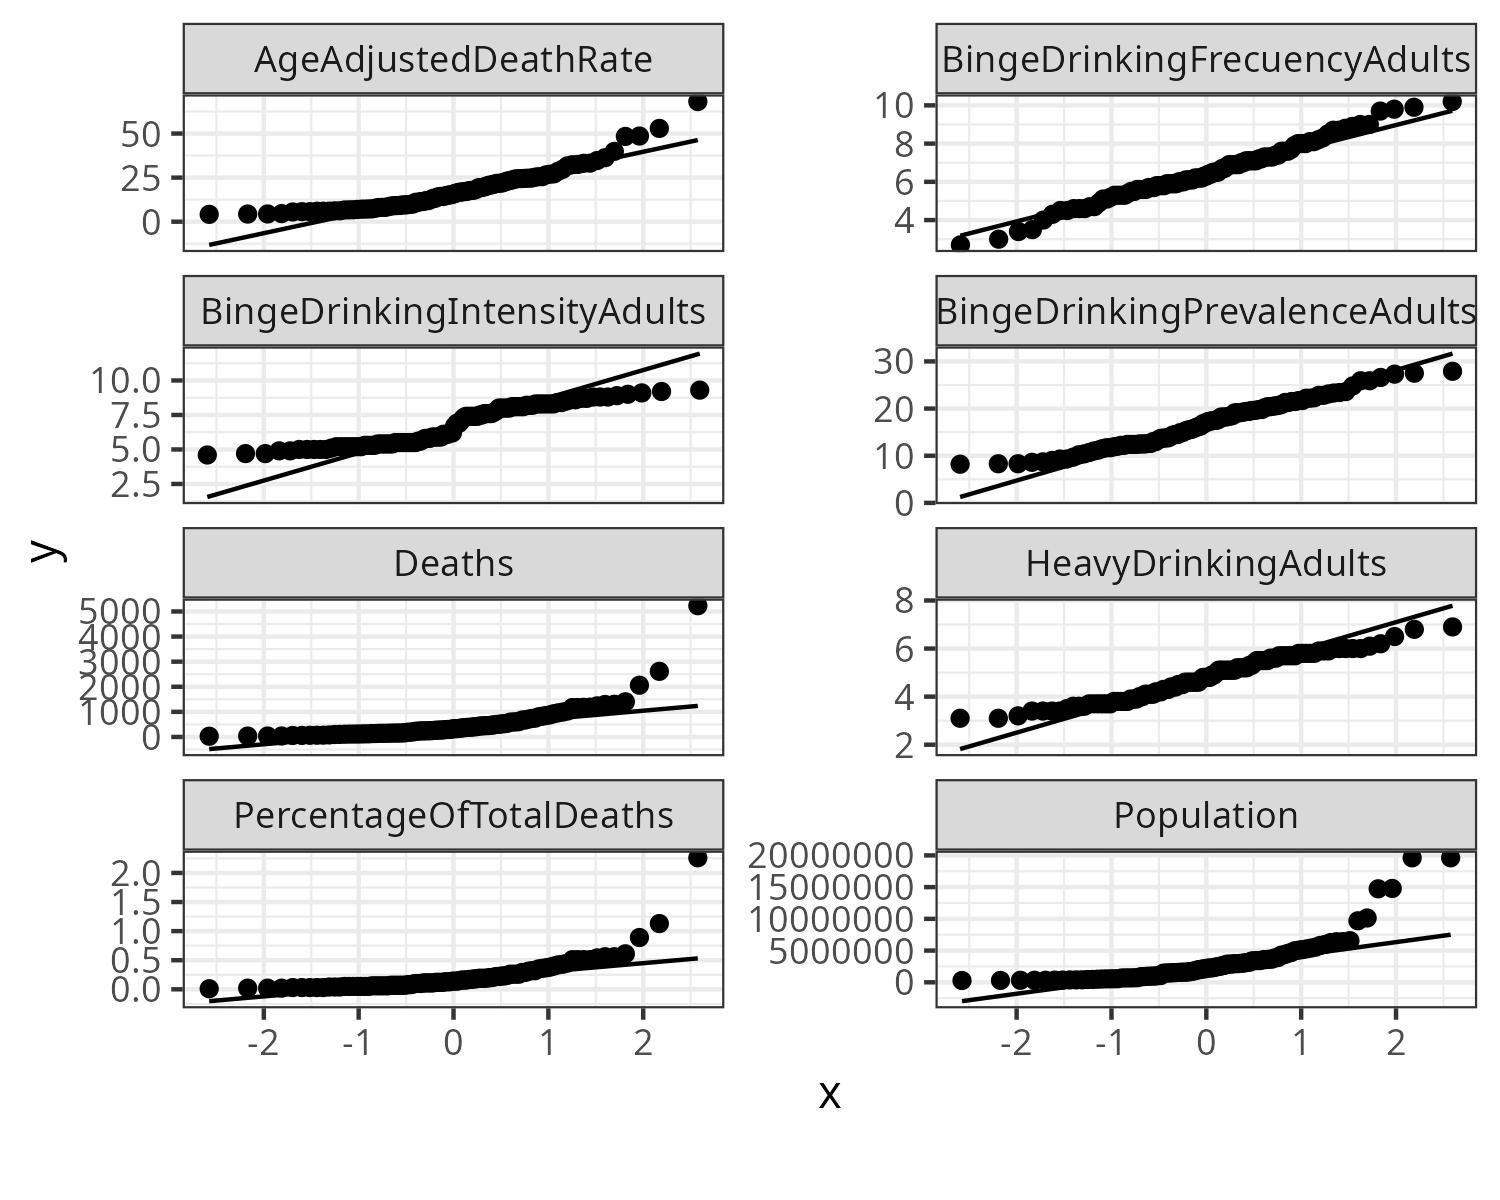 AgeAdjustedDeathRate
BingeDrinkingFrecuencyAdults
50
25
0
10
8
6
4
BingeDrinkingIntensityAdults
BingeDrinkingPrevalenceAdults
10.0
7.5
5.0
2.5
30
20
10
0
Deaths
HeavyDrinkingAdults
5000
4000
3000
2000
1000
0
8
6
4
2
PercentageOfTotalDeaths
Population
2.0
1.5
1.0
0.5
0.0
20000000
15000000
10000000
5000000
0
-2 -1 0 1 2
-2 -1 0 1 2
y
x